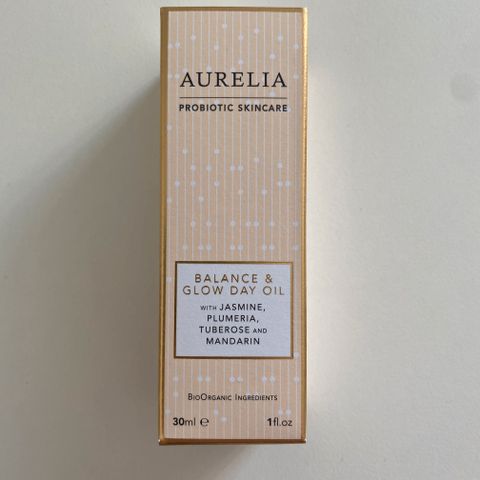 AURELIA
PROBIOTIC SKINCARE
BALANCE &
GLOW DAY OIL
WITH JASMINE,
PLUMERIA,
TUBEROSE AND
MANDARIN
BIOORGANIC INGREDIENTS
30ml ℮ 1fl.oz